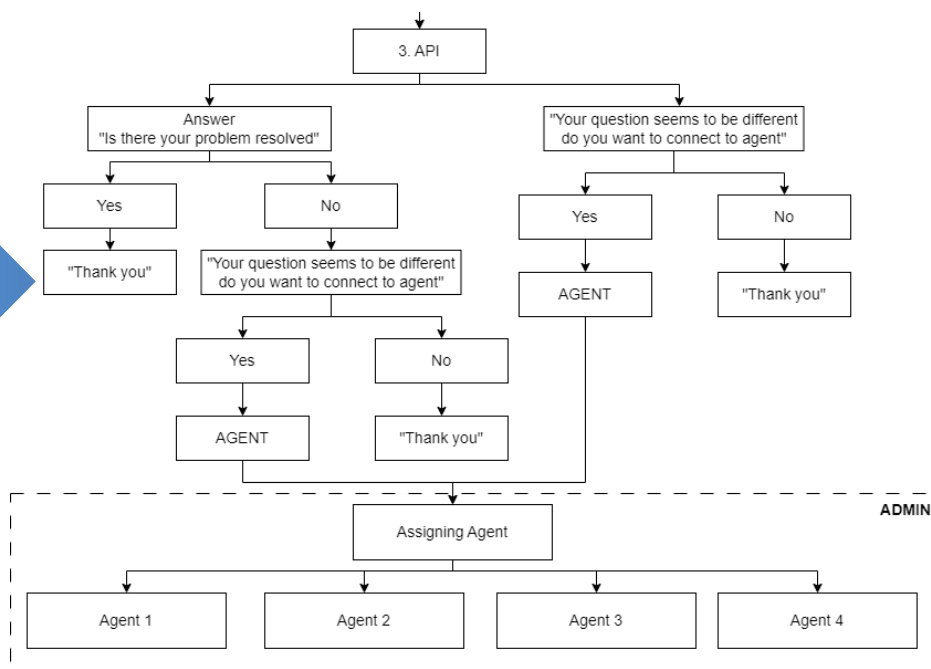 3. API
Answer
"Is there your problem resolved"
"Your question seems to be different
do you want to connect to agent"
Yes
No
Yes
No
"Thank you"
"Your question seems to be different
do you want to connect to agent"
AGENT
"Thank you"
Yes
No
AGENT
"Thank you"
ADMIN
Assigning Agent
Agent 1
Agent 2
Agent 3
Agent 4